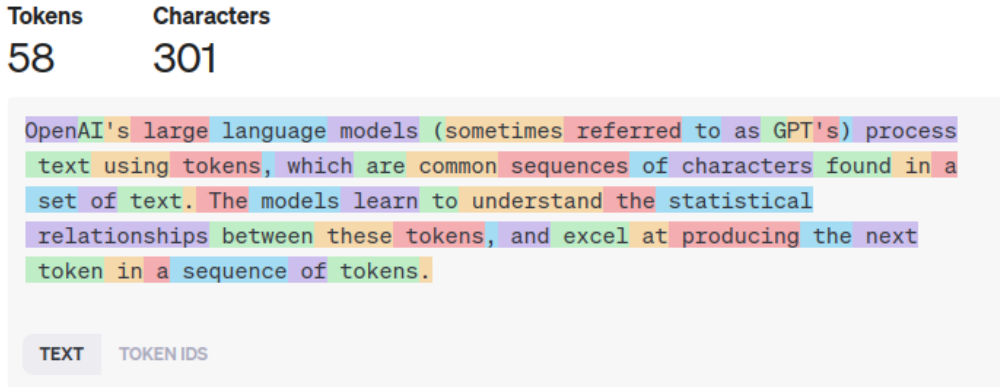 Tokens Characters
58 301
OpenAI's large language models (sometimes referred to as GPT's) process
text using tokens, which are common sequences of characters found in a
set of text. The models learn to understand the statistical
relationships between these tokens, and excel at producing the next
token in a sequence of tokens.
TEXT TOKEN IDS